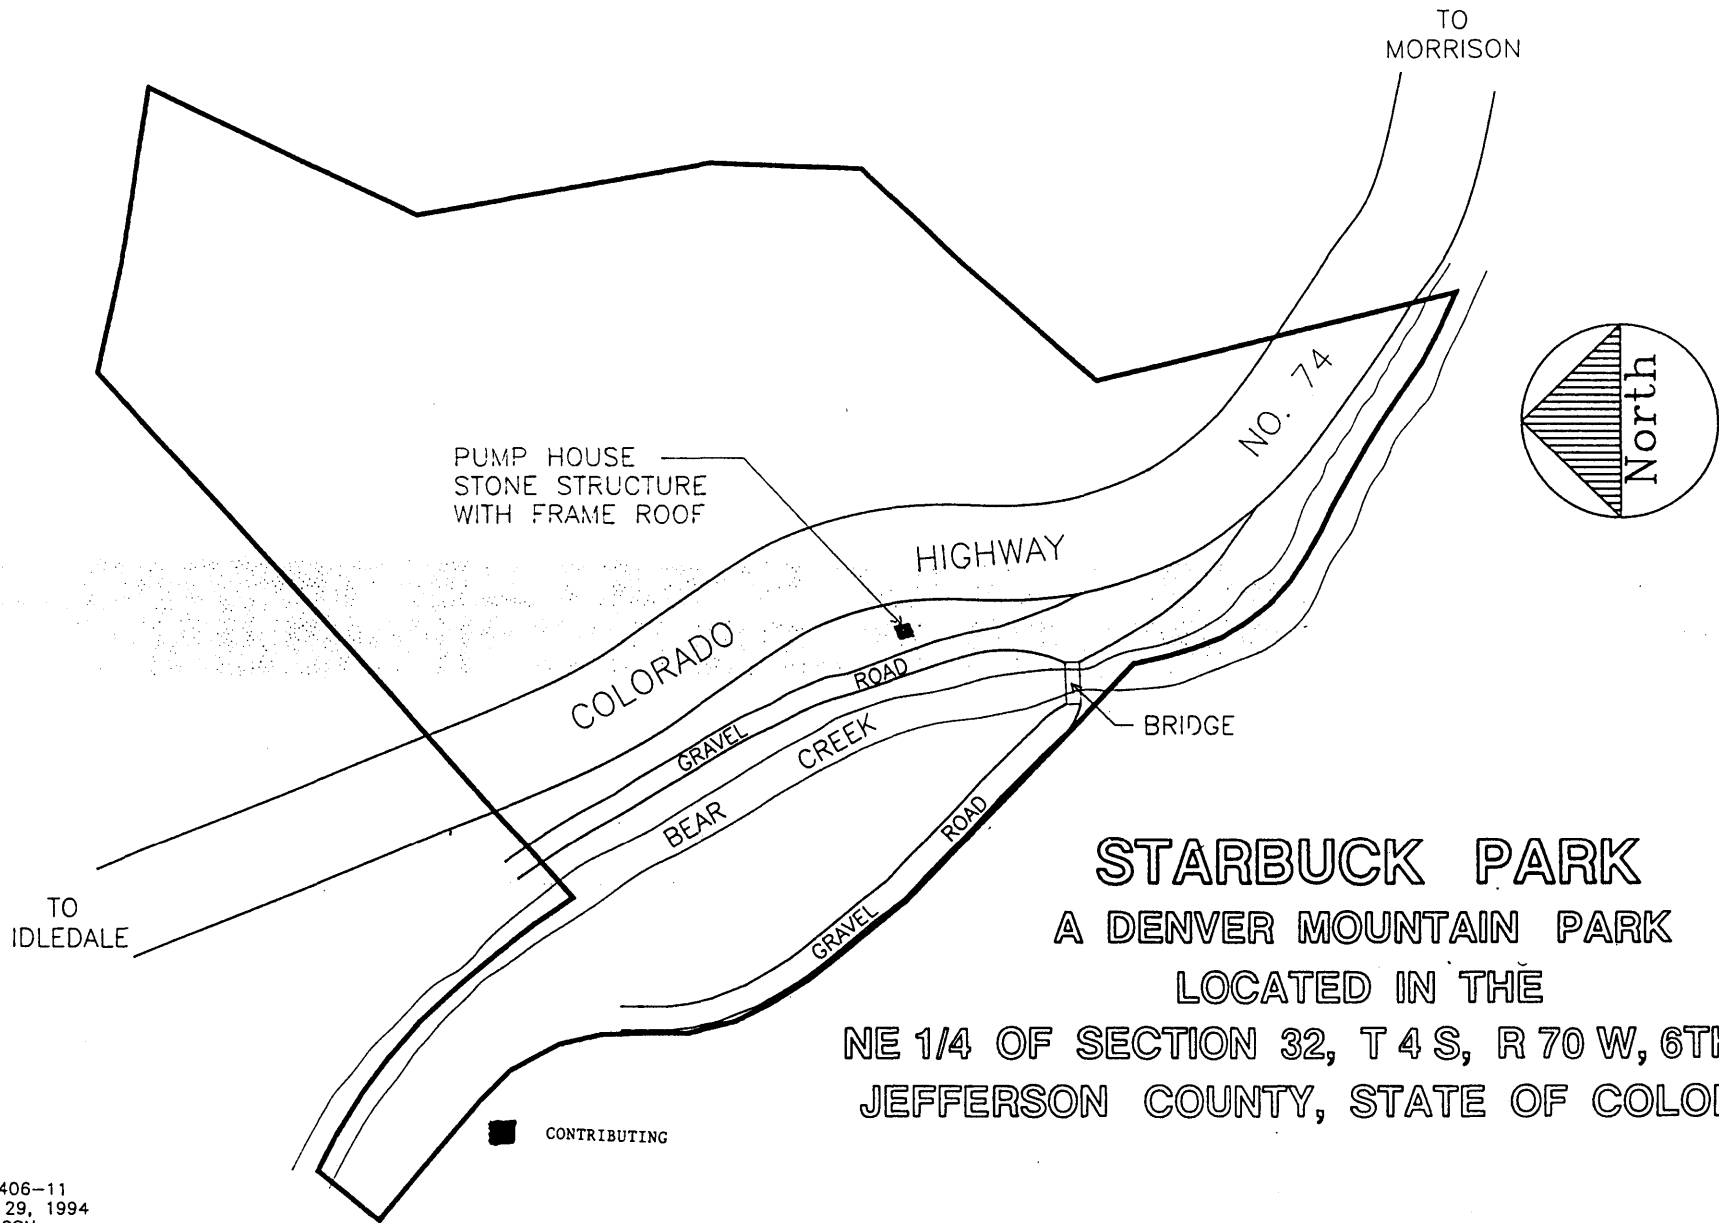 TO
MORRISON
North
NO. 74
PUMP HOUSE
STONE STRUCTURE
WITH FRAME ROOF
HIGHWAY
COLORADO
ROAD
GRAVEL
CREEK
BEAR
BRIDGE
ROAD
GRAVEL
TO
IDLEDALE
STARBUCK PARK
A DENVER MOUNTAIN PARK
LOCATED IN THE
NE 1/4 OF SECTION 32, T 4 S, R 70 W,
JEFFERSON COUNTY, STATE OF
CONTRIBUTING
406-11
29, 1994